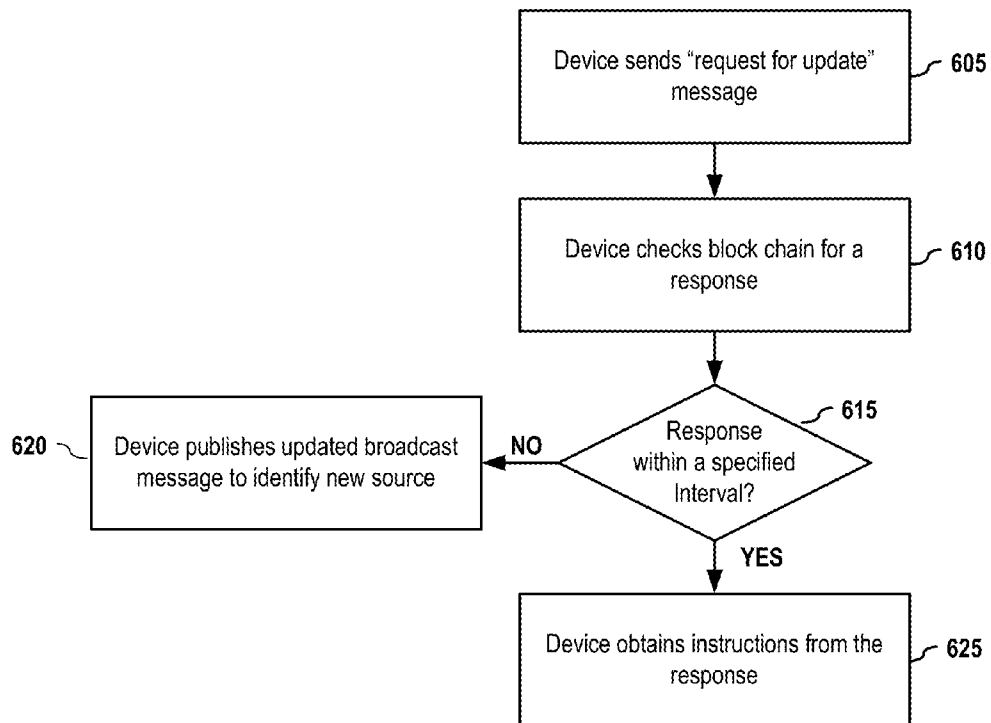 Device sends “request for update”
message
605
Device checks block chain for a
response
610
615
Response
within a specified
Interval?
NO
620
Device publishes updated broadcast
message to identify new source
YES
Device obtains instructions from the
response
625